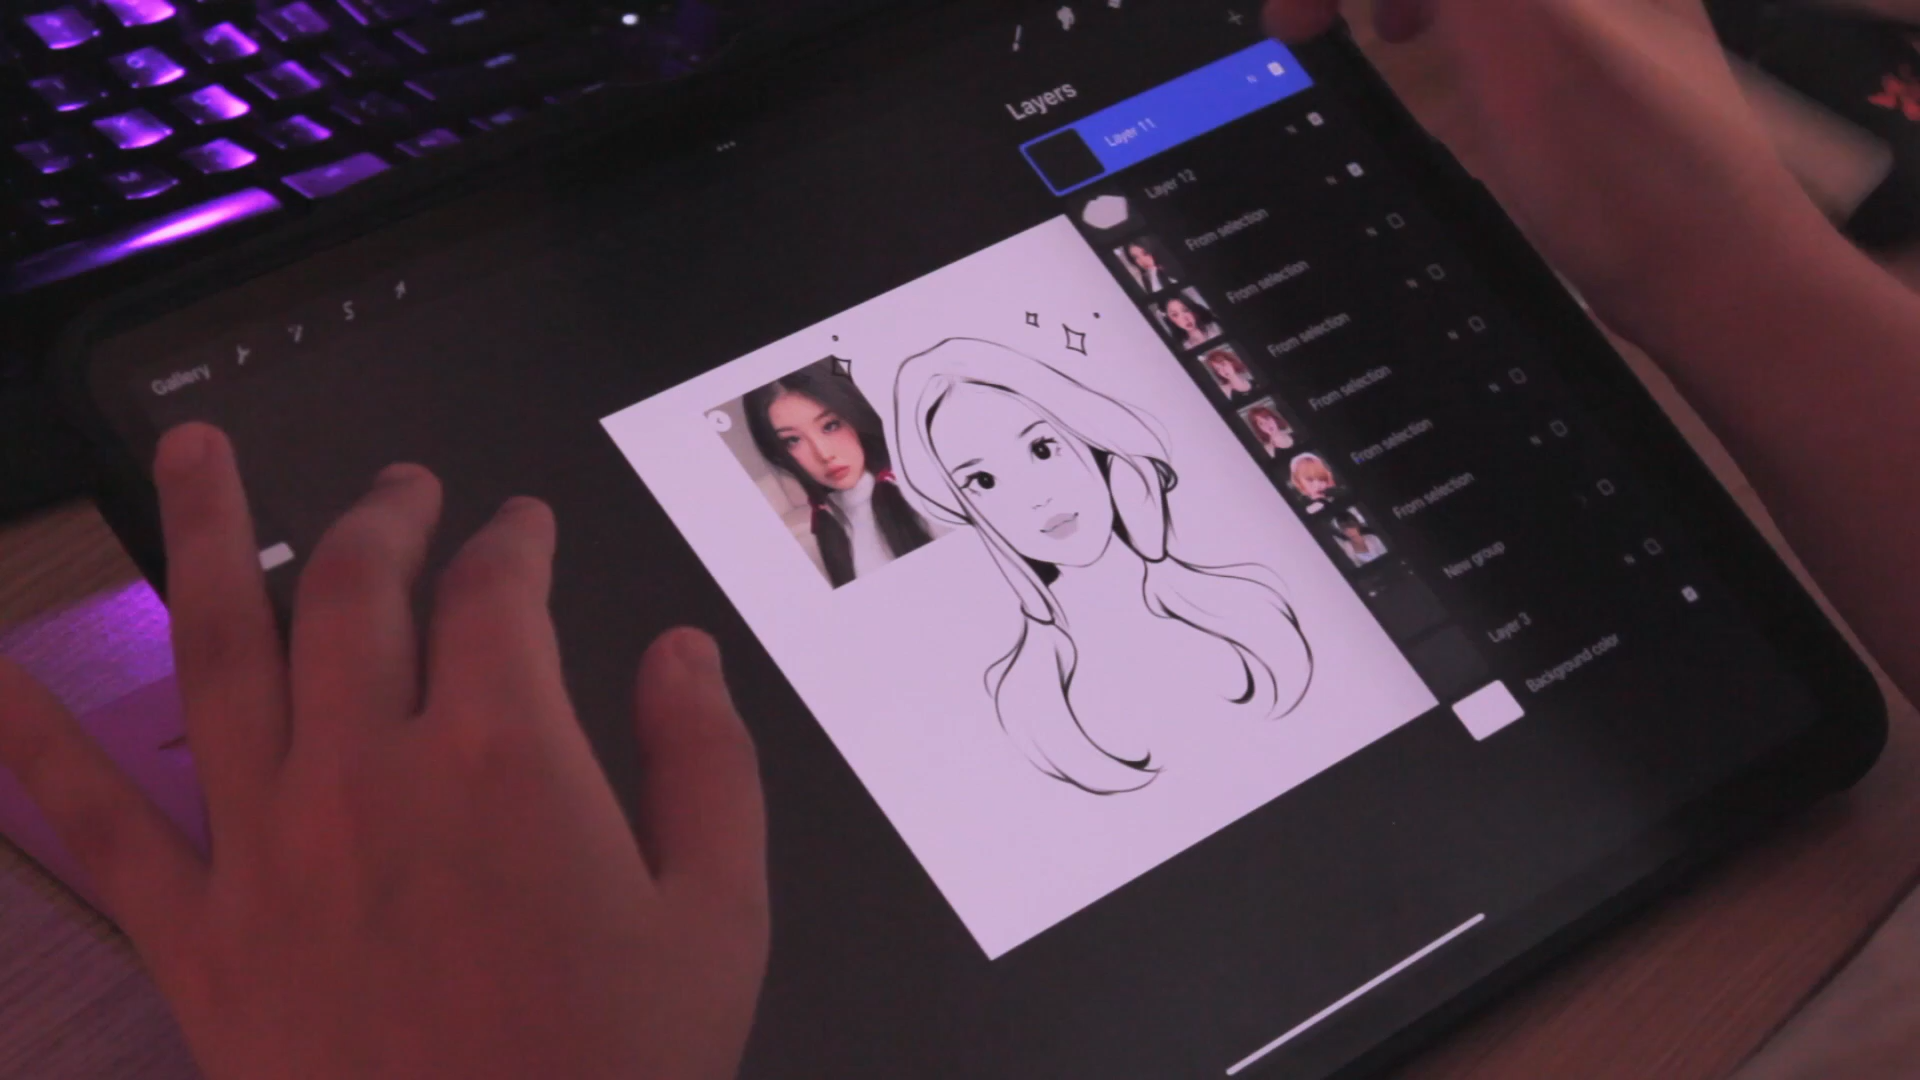 Gallery
Layers
Layer 11
Layer 12
From selection
From selection
From selection
From selection
From selection
From selection
New group
Layer 3
Background color